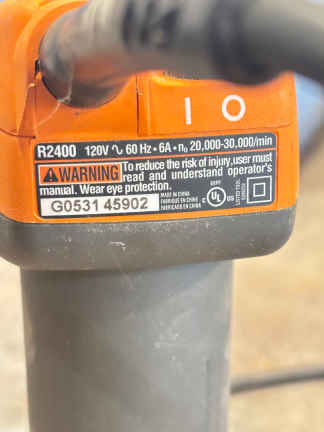 I O
R2400 120V ∿ 60 Hz • 6A • n₀ 20,000-30,000/min
⚠WARNING To reduce the risk of injury, user must
read and understand operator's
manual. Wear eye protection.
G0531 45902
MADE IN CHINA
FABRIQUÉ EN CHINE
FABRICADO EN CHINA
c UL us